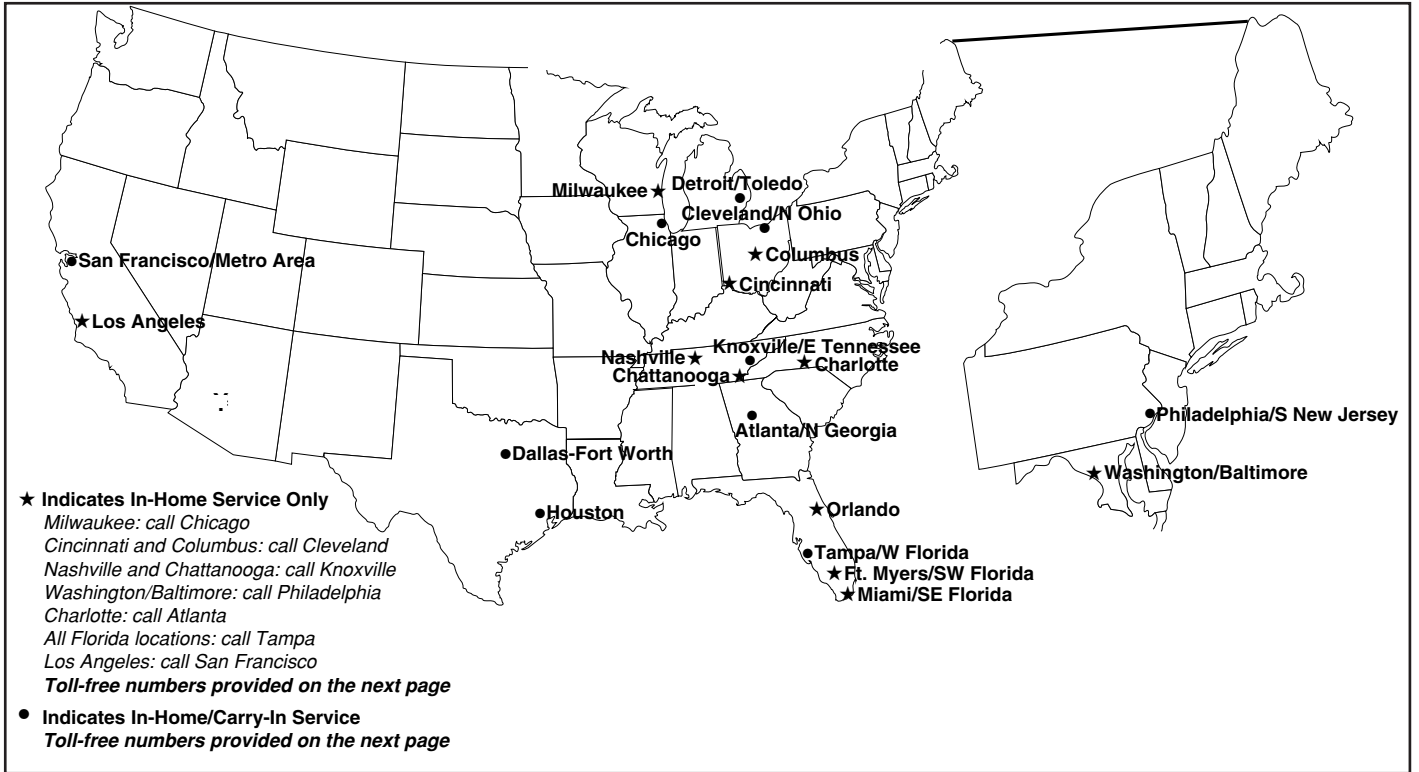 Milwaukee
Detroit/Toledo
Cleveland/N Ohio
Chicago
Columbus
San Francisco/Metro Area
Cincinnati
Los Angeles
Knoxville/E Tennessee
Nashville
Charlotte
Chattanooga
Philadelphia/S New Jersey
Atlanta/N Georgia
Dallas-Fort Worth
Washington/Baltimore
Houston
Orlando
Tampa/W Florida
Ft. Myers/SW Florida
Miami/SE Florida
★ Indicates In-Home Service Only
Milwaukee: call Chicago
Cincinnati and Columbus: call Cleveland
Nashville and Chattanooga: call Knoxville
Washington/Baltimore: call Philadelphia
Charlotte: call Atlanta
All Florida locations: call Tampa
Los Angeles: call San Francisco
Toll-free numbers provided on the next page
● Indicates In-Home/Carry-In Service
Toll-free numbers provided on the next page